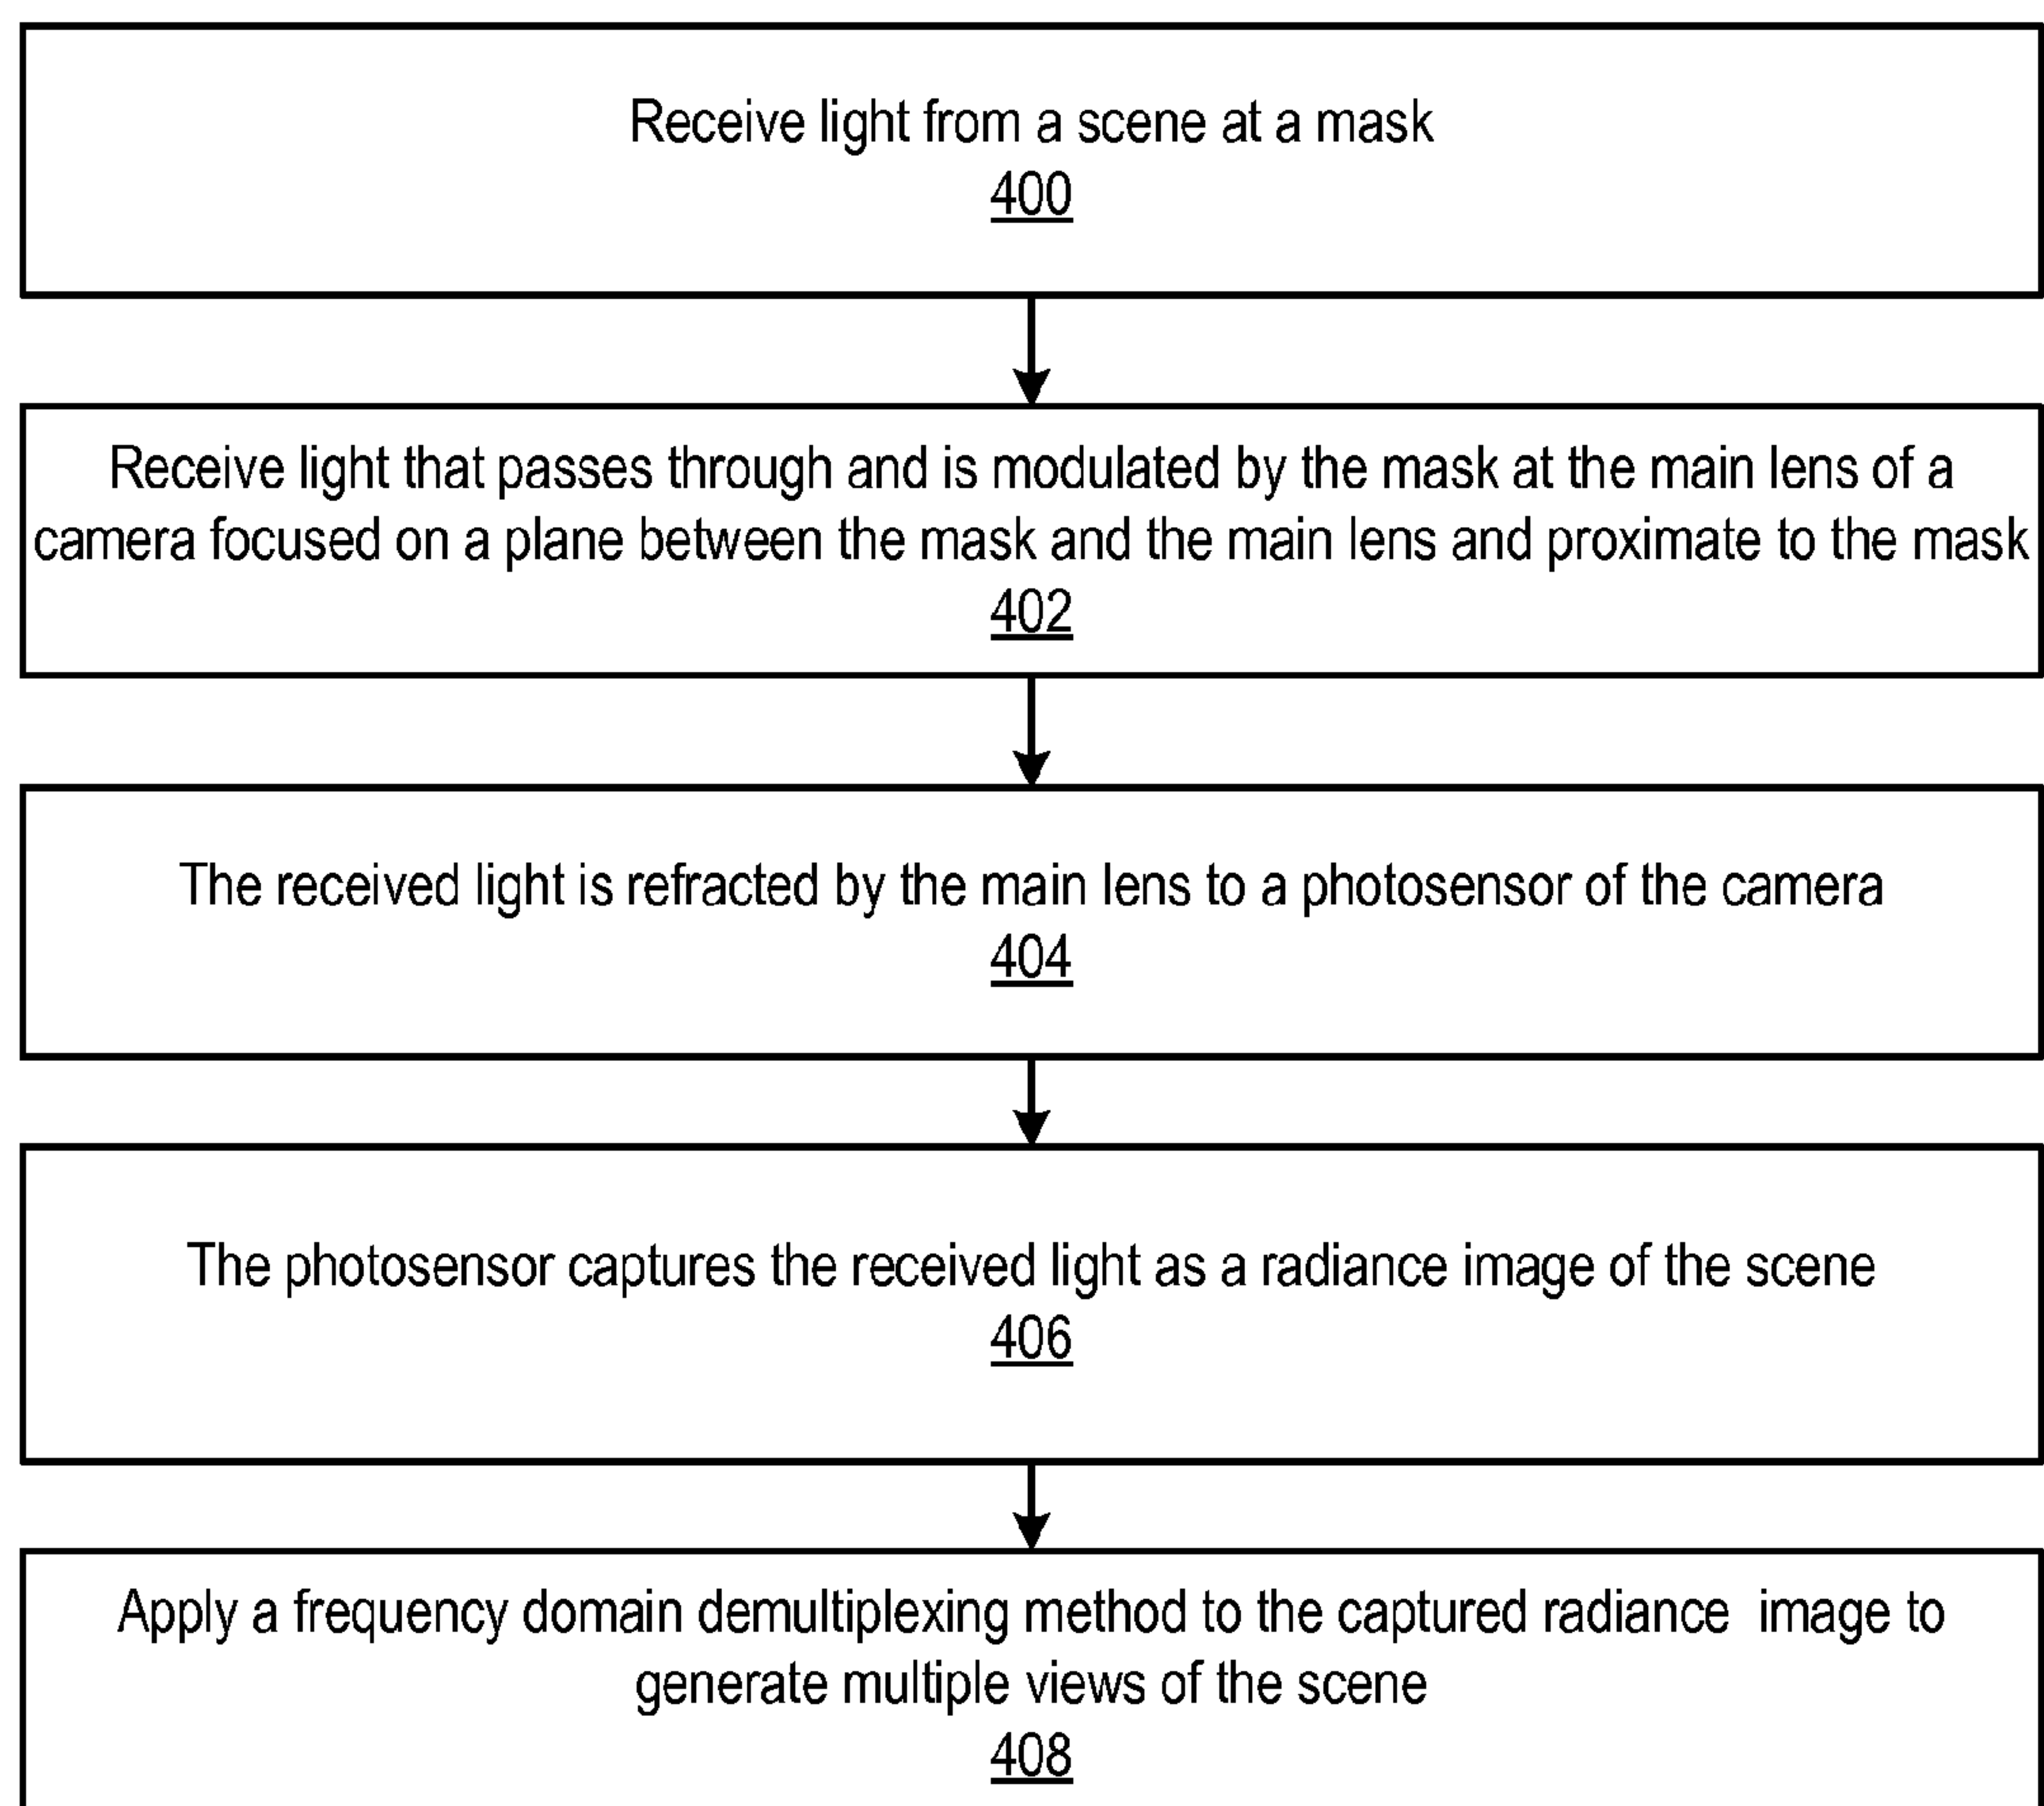 Receive light from a scene at a mask
400
Receive light that passes through and is modulated by the mask at the main lens of a
camera focused on a plane between the mask and the main lens and proximate to the mask
402
The received light is refracted by the main lens to a photosensor of the camera
404
The photosensor captures the received light as a radiance image of the scene
406
Apply a frequency domain demultiplexing method to the captured radiance image to
generate multiple views of the scene
408